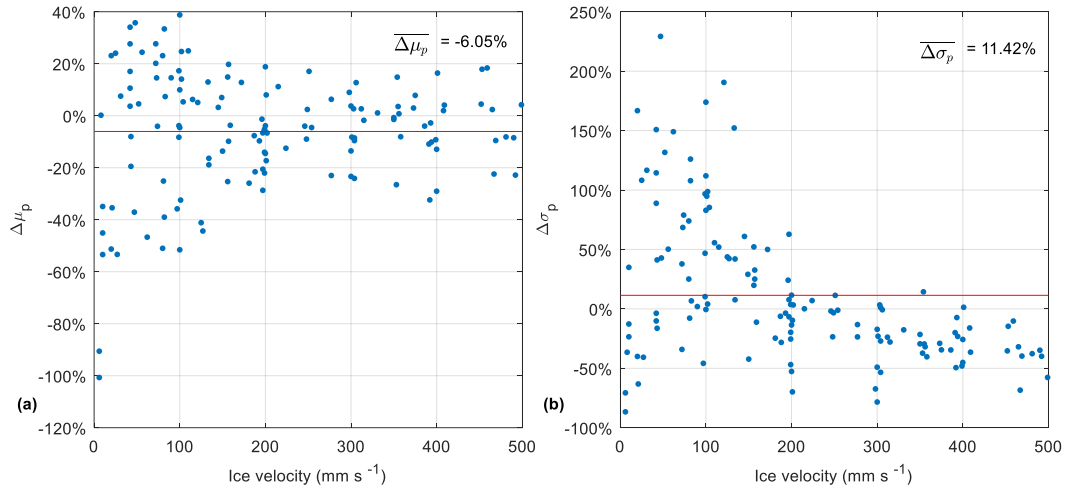 40%
20%
0%
-20%
-40%
-60%
-80%
-100%
-120%
Δμp
Δμp = -6.05%
(a)
0 100 200 300 400 500
Ice velocity (mm s -1)
250%
200%
150%
100%
50%
0%
-50%
-100%
Δσp
Δσp = 11.42%
(b)
0 100 200 300 400 500
Ice velocity (mm s -1)